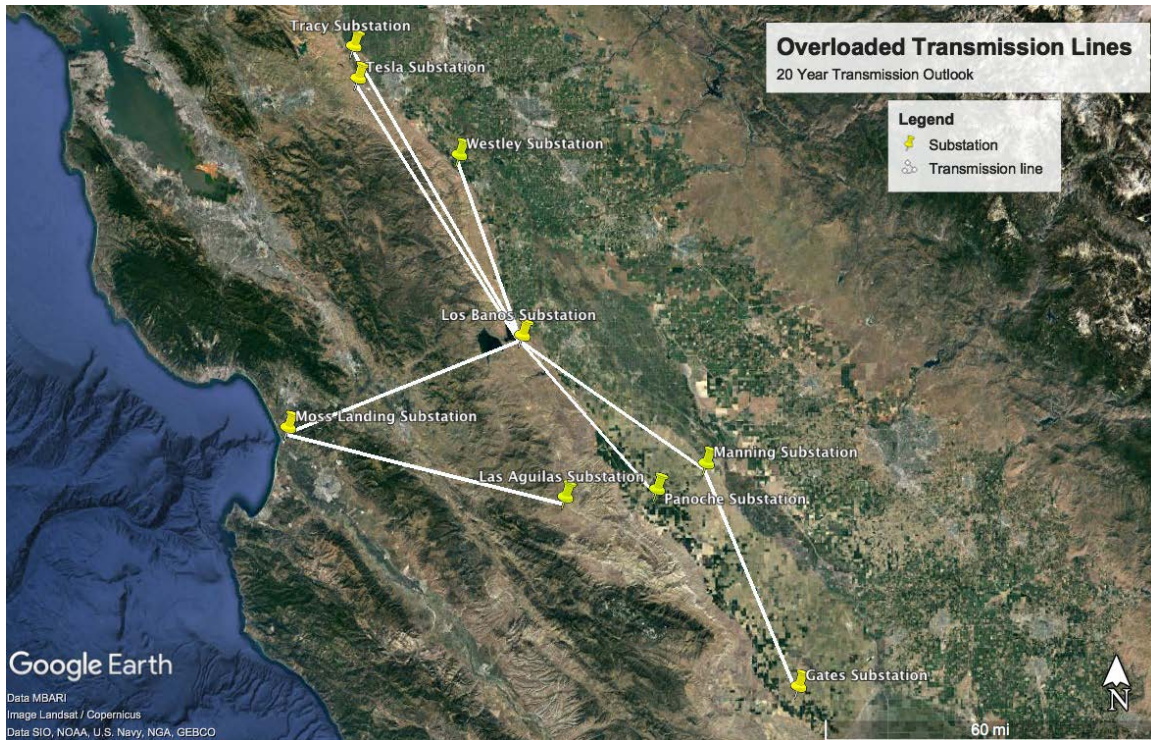 Tracy Substation
Tesla Substation
Overloaded Transmission Lines
20 Year Transmission Outlook
Legend
Substation
Transmission line
Westley Substation
Los Banos Substation
Moss Landing Substation
Manning Substation
Las Aguilas Substation
Panoche Substation
Gates Substation
Google Earth
Data MBARI
Image Landsat / Copernicus
Data SIO, NOAA, U.S. Navy, NGA, GEBCO
N
60 mi